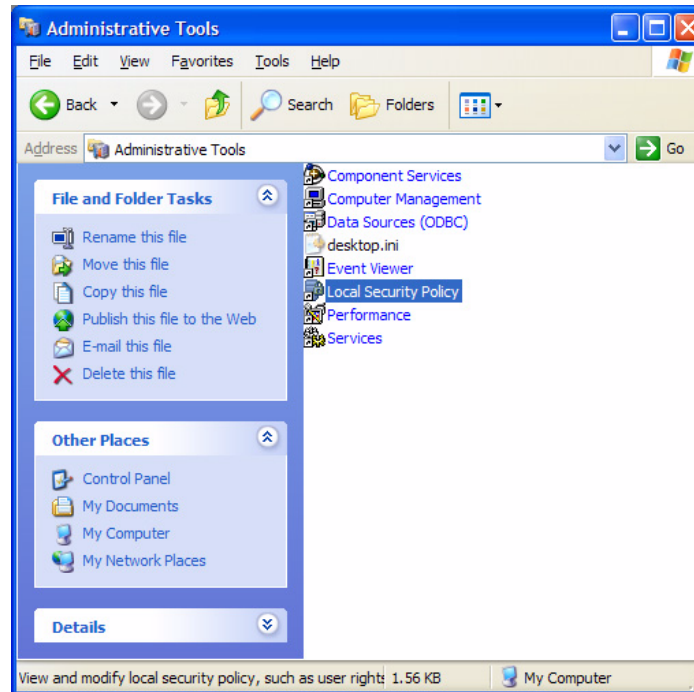 Administrative Tools
File Edit View Favorites Tools Help
Back Search Folders
Address Administrative Tools Go
File and Folder Tasks
Rename this file
Move this file
Copy this file
Publish this file to the Web
E-mail this file
Delete this file
Other Places
Control Panel
My Documents
My Computer
My Network Places
Details
Component Services
Computer Management
Data Sources (ODBC)
desktop.ini
Event Viewer
Local Security Policy
Performance
Services
View and modify local security policy, such as user rights 1.56 KB My Computer